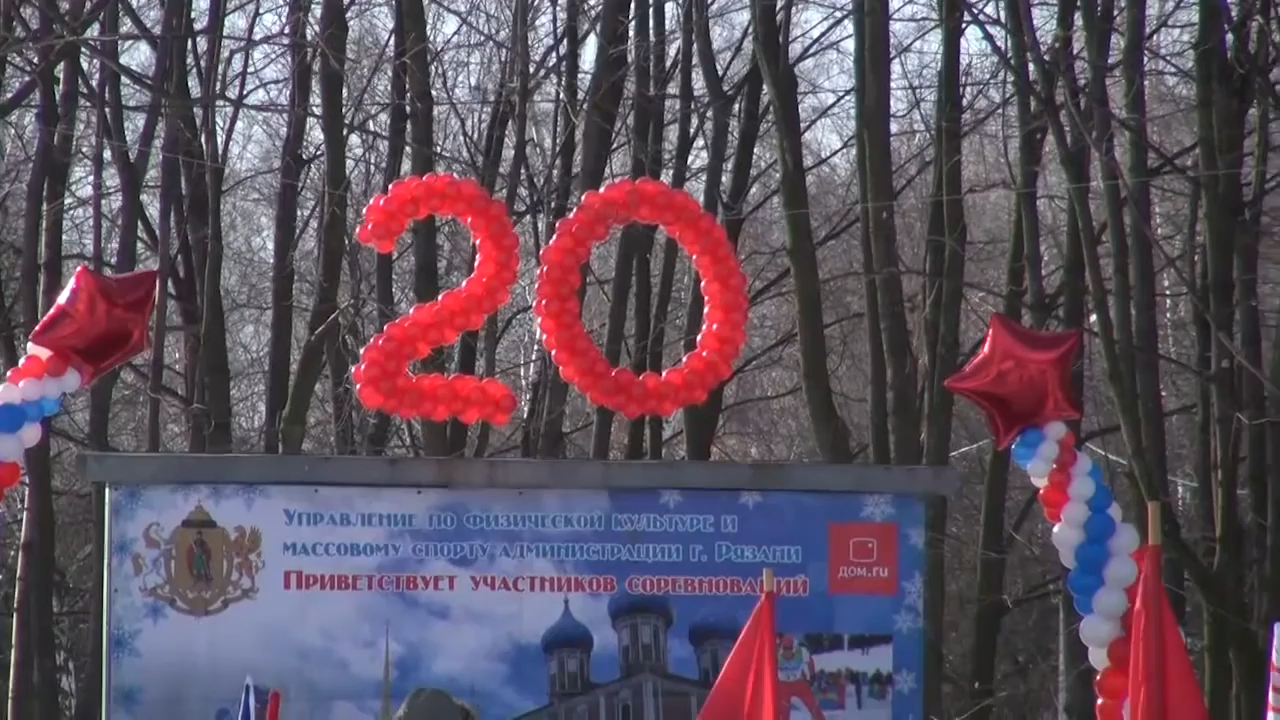 20
Управление по физической культуре и
массовому спорту администрации г. Рязани
Приветствует участников соревнований
дом.ru